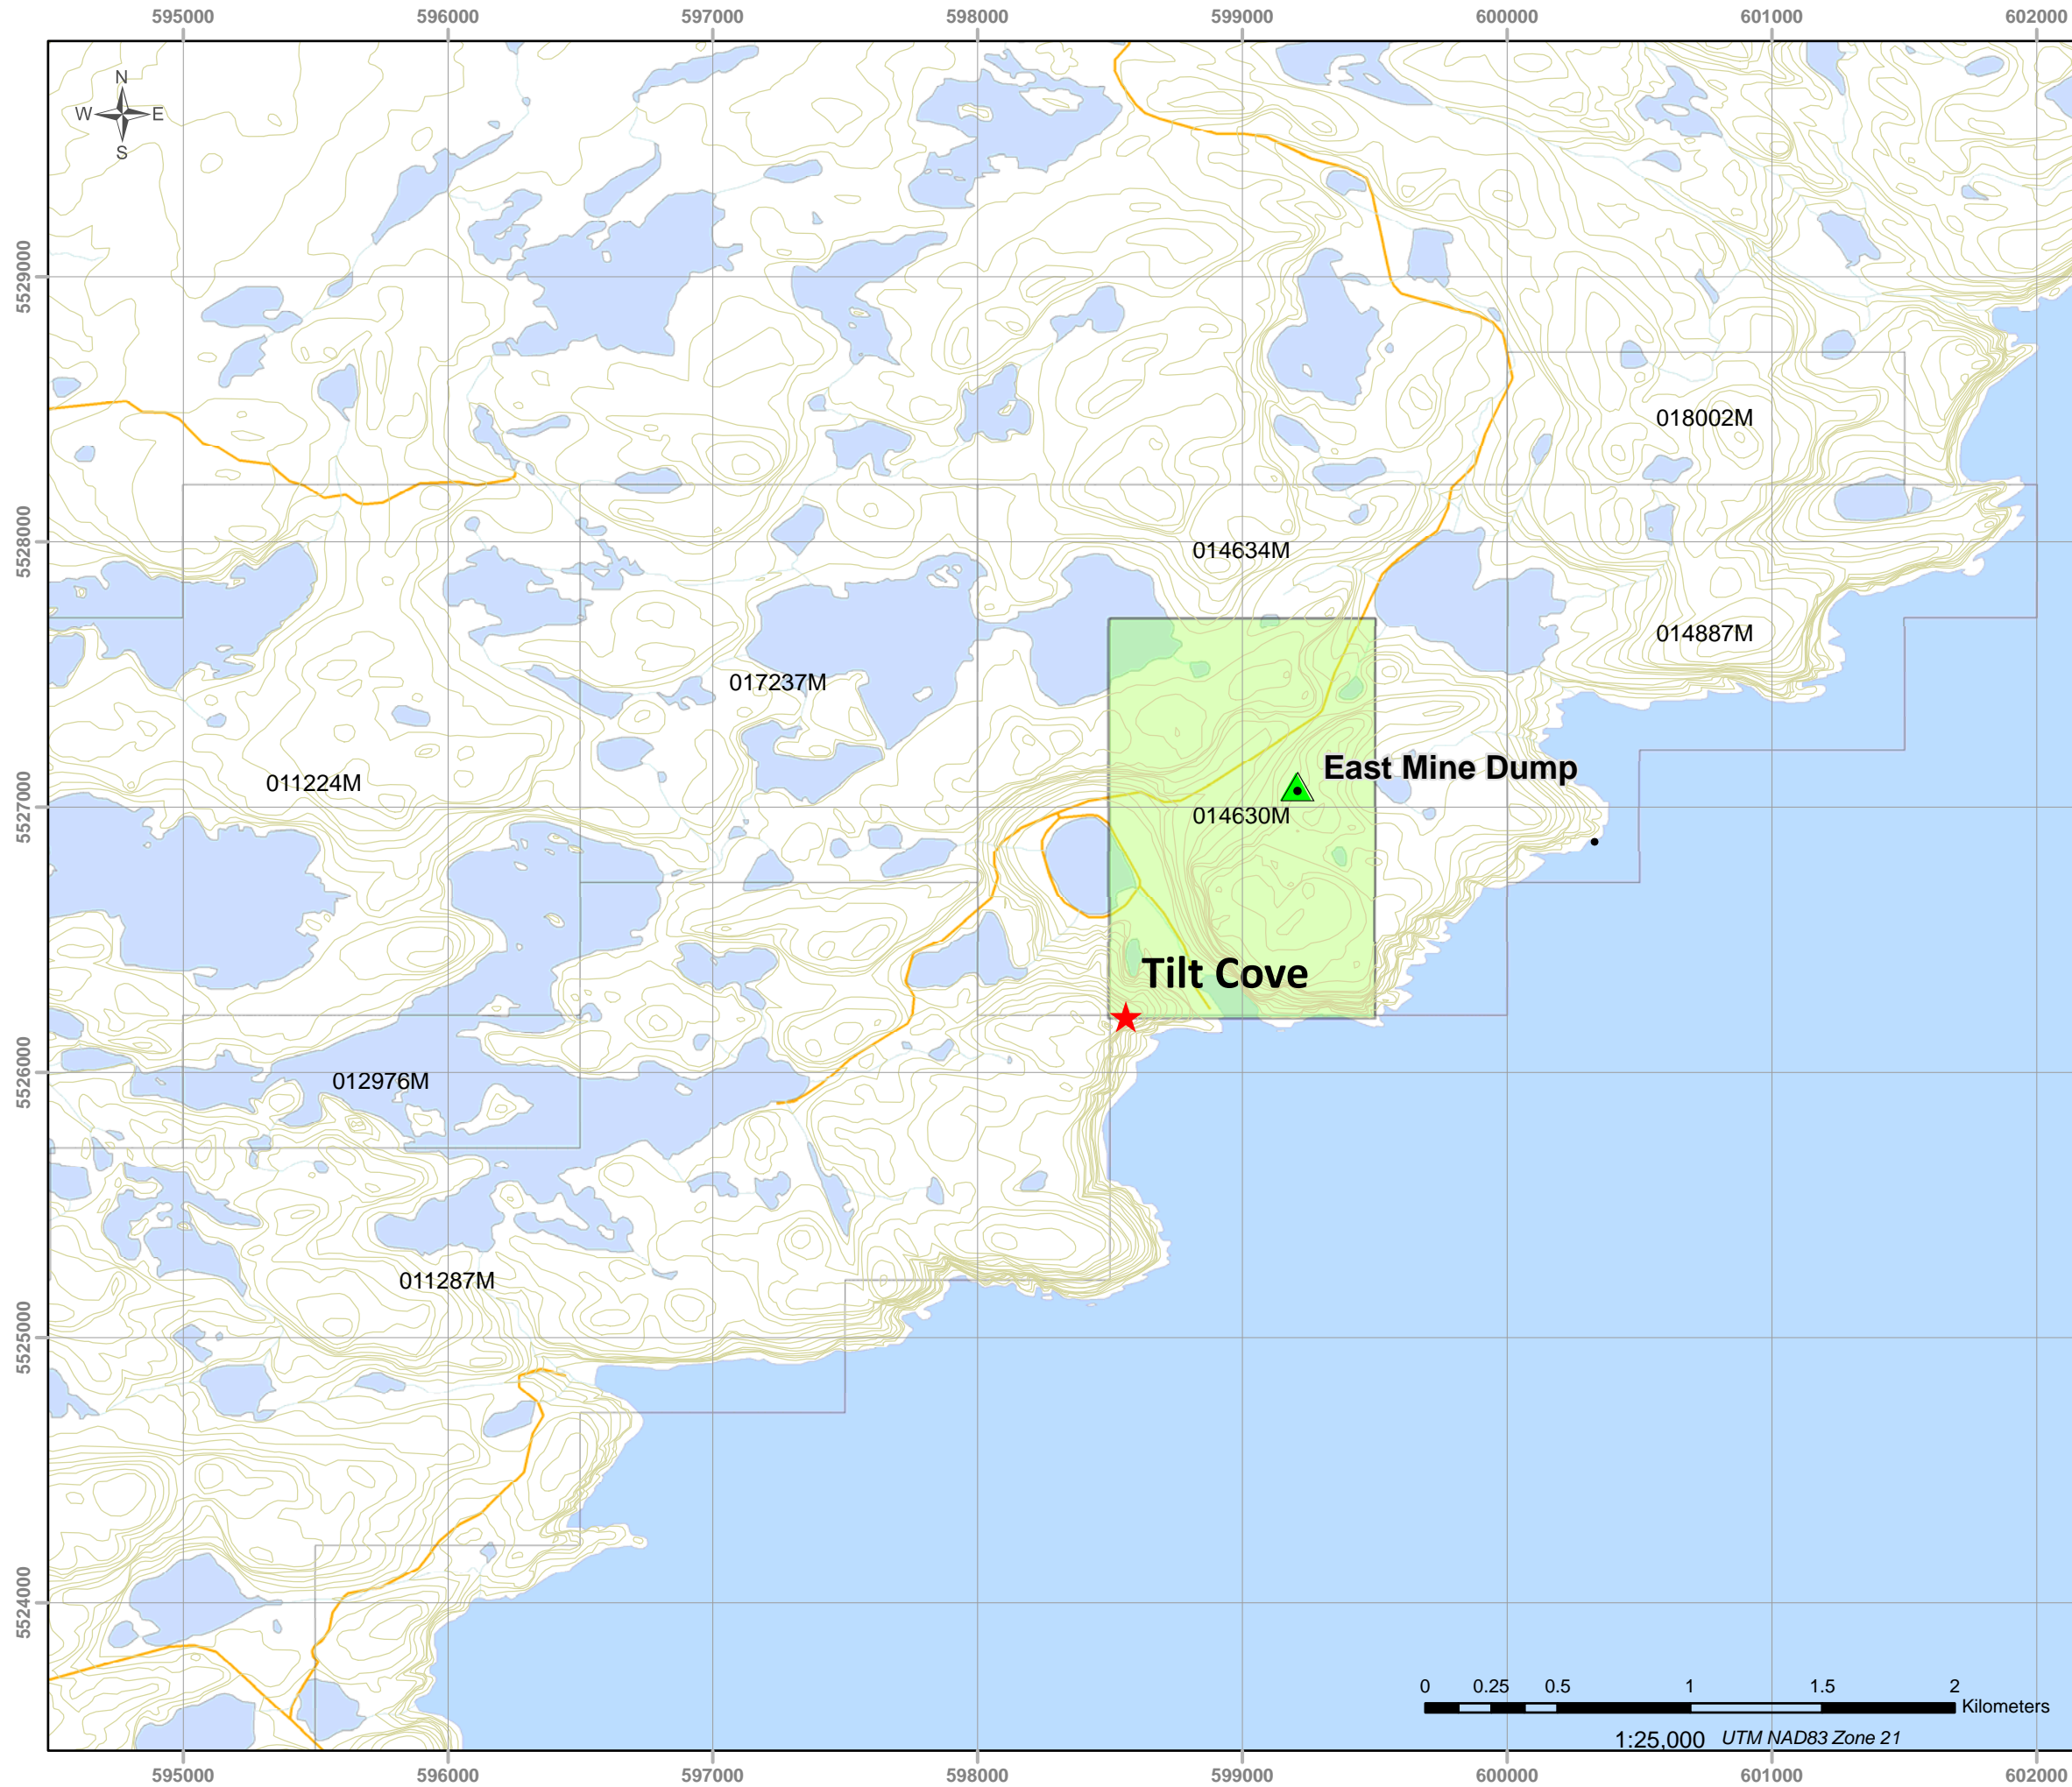 595000 596000 597000 598000 599000 600000 601000 602000
N
W E
S
5529000
018002M
5528000
014634M
014887M
017237M
East Mine Dump
011224M
5527000
014630M
Tilt Cove
5526000
012976M
011287M
5525000
5524000
0 0.25 0.5 1 1.5 2
Kilometers
1:25,000 UTM NAD83 Zone 21
595000 596000 597000 598000 599000 600000 601000 602000